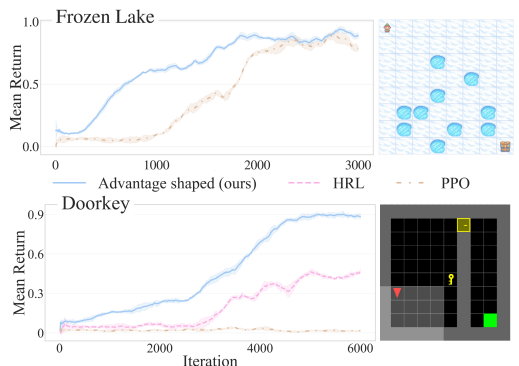 Frozen Lake
Mean Return
1.0
0.5
0.0
0
1000
2000
3000
Advantage shaped (ours) HRL PPO
Doorkey
Mean Return
0.9
0.6
0.3
0
0
2000
4000
6000
Iteration